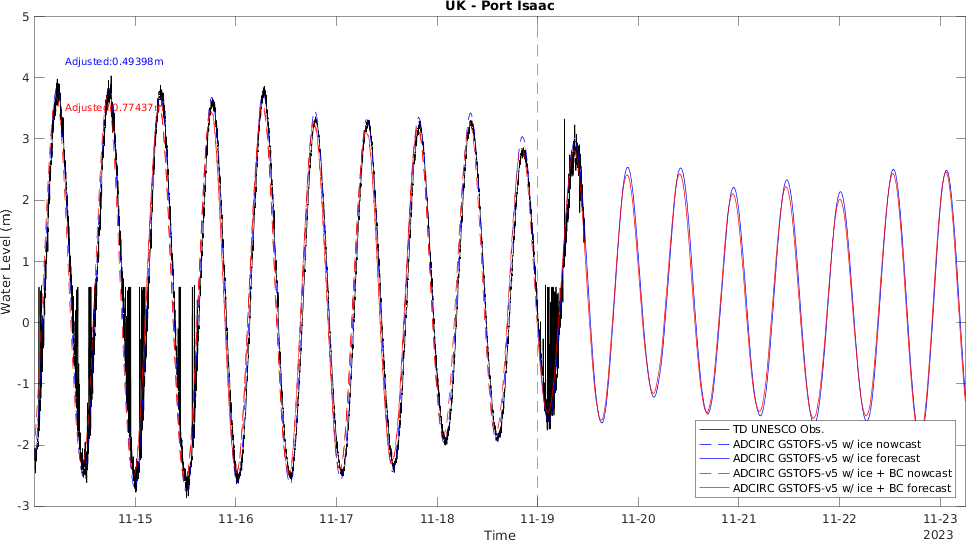 UK - Port Isaac
5
4
3
2
1
0
-1
-2
-3
Water Level (m)
Adjusted:0.49398m
Adjusted:0.77437m
TD UNESCO Obs.
ADCIRC GSTOFS-v5 w/ ice nowcast
ADCIRC GSTOFS-v5 w/ ice forecast
ADCIRC GSTOFS-v5 w/ ice + BC nowcast
ADCIRC GSTOFS-v5 w/ ice + BC forecast
11-15 11-16 11-17 11-18 11-19 11-20 11-21 11-22 11-23
Time
2023